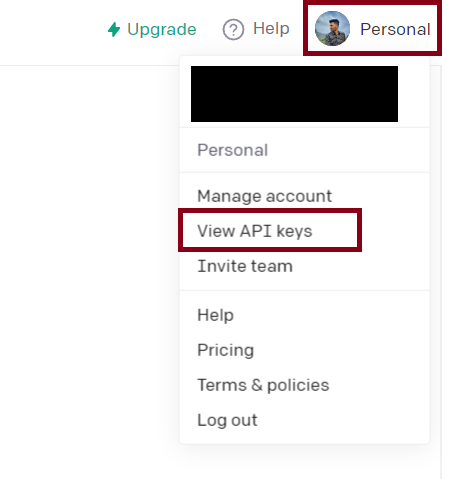 Upgrade Help Personal
Personal
Manage account
View API keys
Invite team
Help
Pricing
Terms & policies
Log out